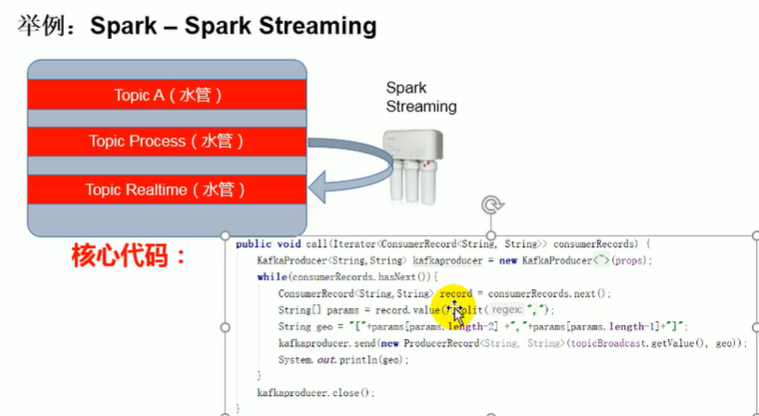 举例：Spark – Spark Streaming
Topic A（水管）
Topic Process（水管）
Topic Realtime（水管）
Spark
Streaming
核心代码：
public void call(Iterator<ConsumerRecord<String, String>> consumerRecords) {
KafkaProducer<String,String> kafkaproducer = new KafkaProducer<~>(props);
while(consumerRecords.hasNext()){
ConsumerRecord<String,String> record = consumerRecords.next();
String[] params = record.value().split( regex: ",");
String geo = "["+params[params.length-2] +","+params[params.length-1]+"]";
kafkaproducer.send(new ProducerRecord<String, String>(topicBroadcast.getValue(), geo));
System.out.println(geo);
}
kafkaproducer.close();
}